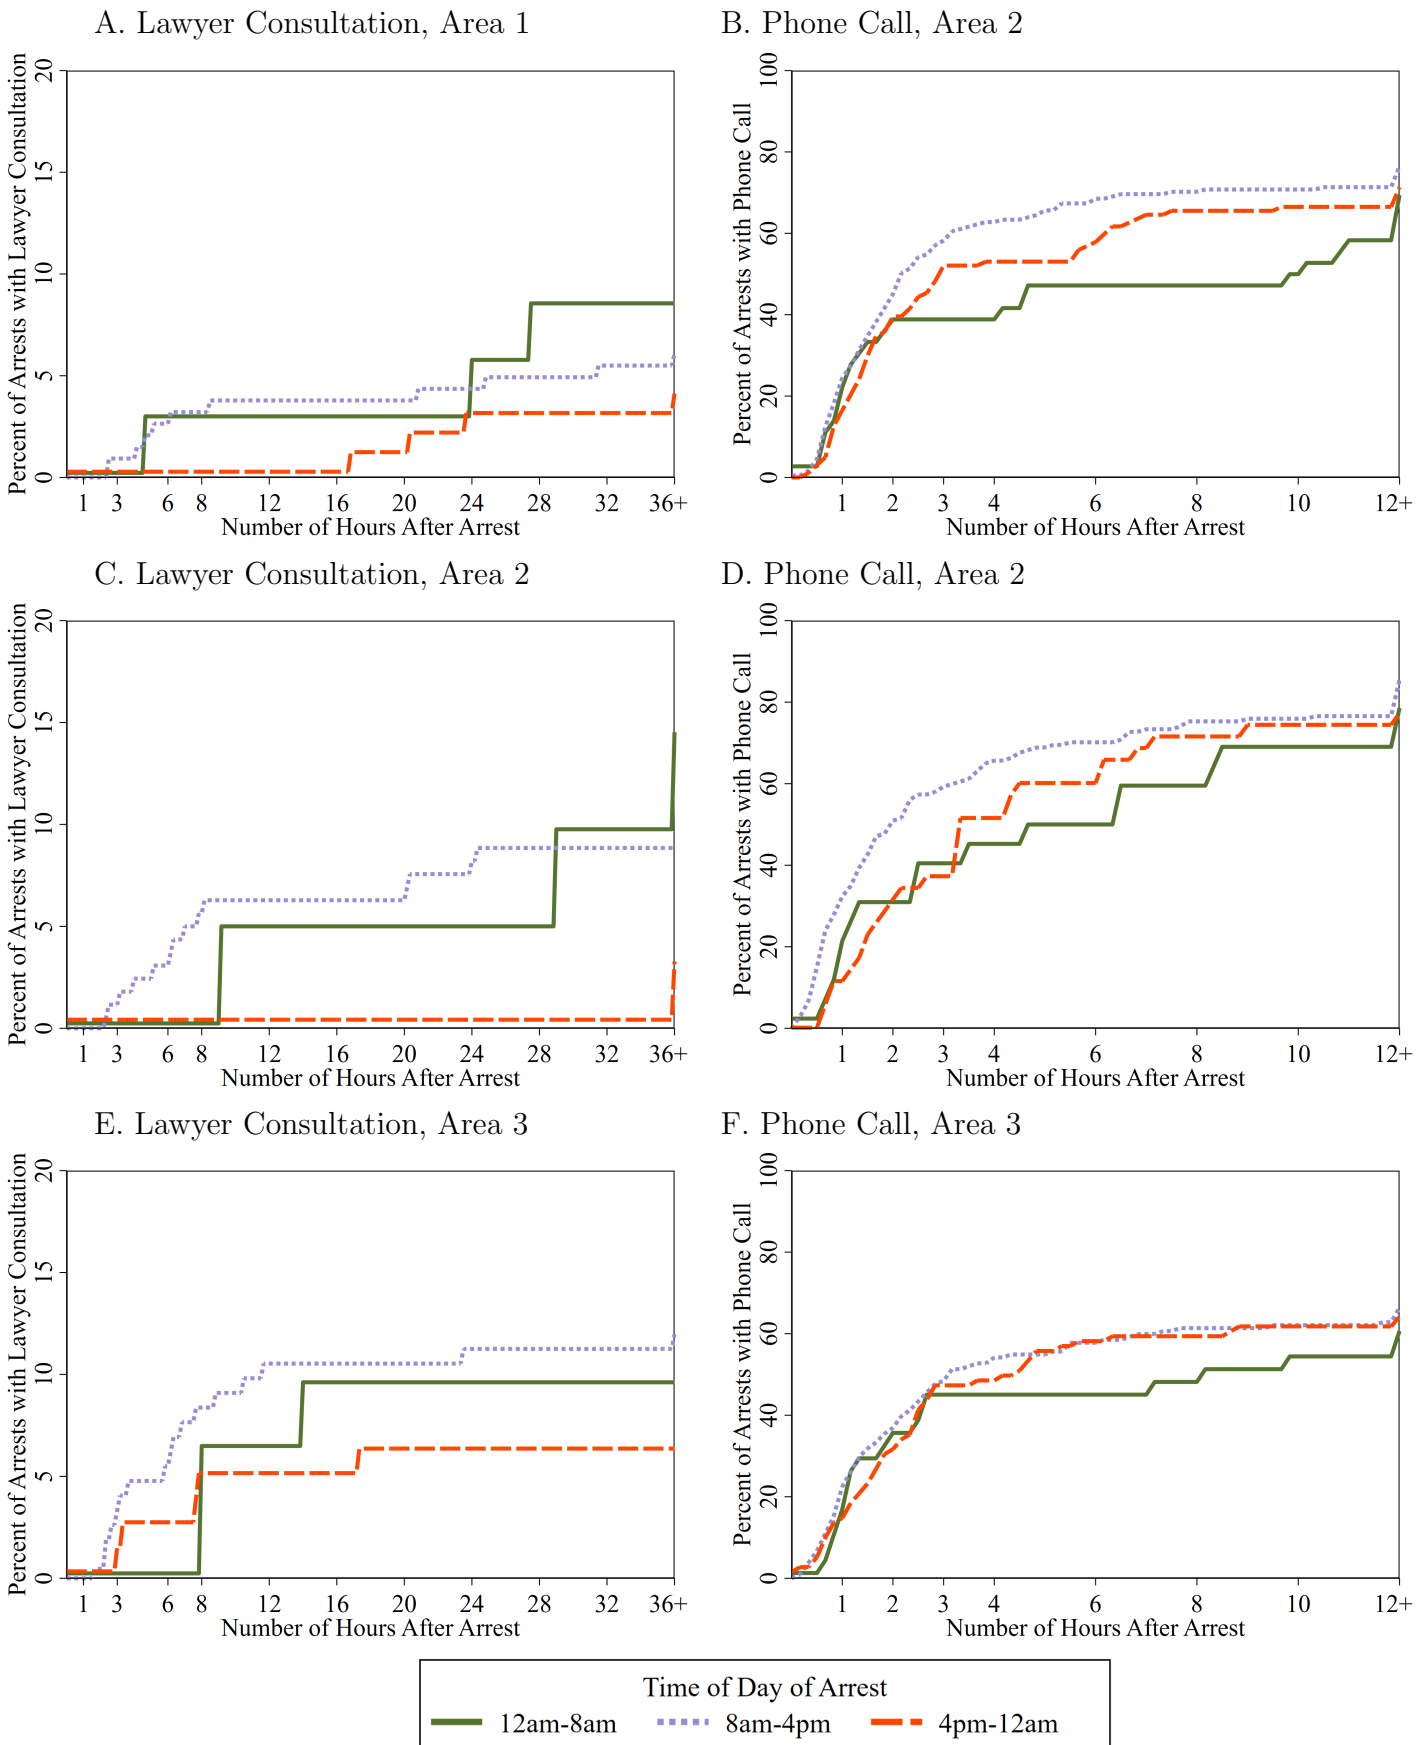 A. Lawyer Consultation, Area 1
Percent of Arrests with Lawyer Consultation
20
15
10
5
0
1 3 6 8 12 16 20 24 28 32 36+
Number of Hours After Arrest
B. Phone Call, Area 2
Percent of Arrests with Phone Call
100
80
60
40
20
0
1 2 3 4 6 8 10 12+
Number of Hours After Arrest
C. Lawyer Consultation, Area 2
Percent of Arrests with Lawyer Consultation
20
15
10
5
0
1 3 6 8 12 16 20 24 28 32 36+
Number of Hours After Arrest
D. Phone Call, Area 2
Percent of Arrests with Phone Call
100
80
60
40
20
0
1 2 3 4 6 8 10 12+
Number of Hours After Arrest
E. Lawyer Consultation, Area 3
Percent of Arrests with Lawyer Consultation
20
15
10
5
0
1 3 6 8 12 16 20 24 28 32 36+
Number of Hours After Arrest
F. Phone Call, Area 3
Percent of Arrests with Phone Call
100
80
60
40
20
0
1 2 3 4 6 8 10 12+
Number of Hours After Arrest
Time of Day of Arrest
12am-8am 8am-4pm 4pm-12am